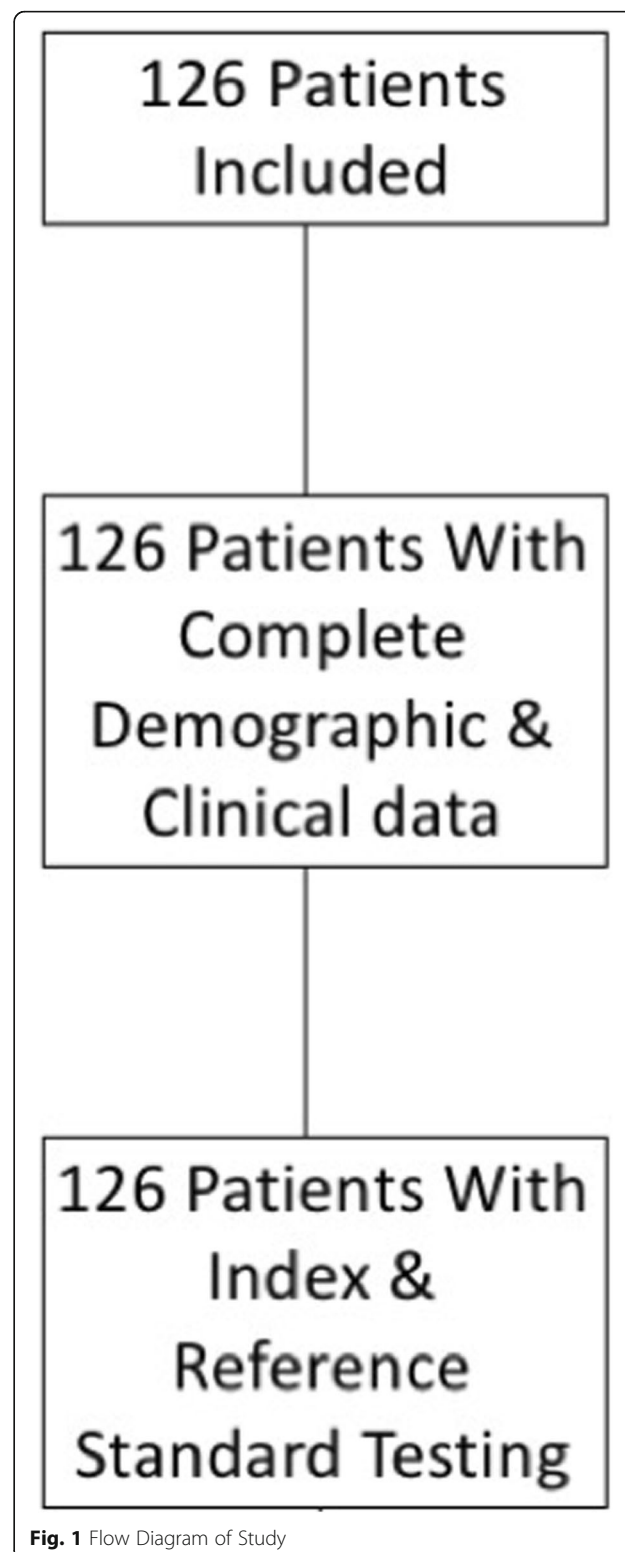 126 Patients
Included
126 Patients With
Complete
Demographic &
Clinical data
126 Patients With
Index &
Reference
Standard Testing
Fig. 1 Flow Diagram of Study